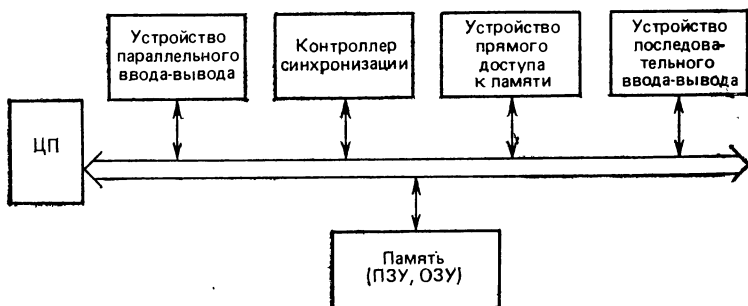 Устройство
параллельного
ввода-вывода
Контроллер
синхронизации
Устройство
прямого
доступа
к памяти
Устройство
последова-
тельного
ввода-вывода
ЦП
Память
(ПЗУ, ОЗУ)